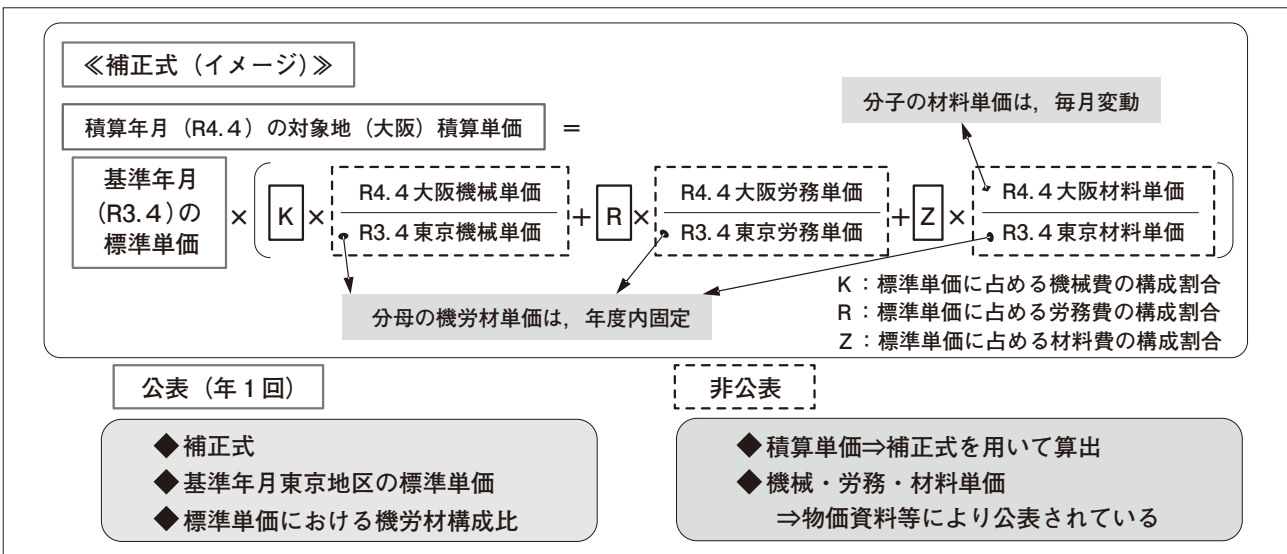 ≪補正式（イメージ）≫
分子の材料単価は，毎月変動
積算年月（R4.4）の対象地（大阪）積算単価 ＝
基準年月
（R3.4）の
標準単価
×
K × R4.4大阪機械単価
R3.4東京機械単価
＋ R × R4.4大阪労務単価
R3.4東京労務単価
＋ Z × R4.4大阪材料単価
R3.4東京材料単価
分母の機労材単価は，年度内固定
K：標準単価に占める機械費の構成割合
R：標準単価に占める労務費の構成割合
Z：標準単価に占める材料費の構成割合
公表（年1回）
◆補正式
◆基準年月東京地区の標準単価
◆標準単価における機労材構成比
非公表
◆積算単価⇒補正式を用いて算出
◆機械・労務・材料単価
⇒物価資料等により公表されている